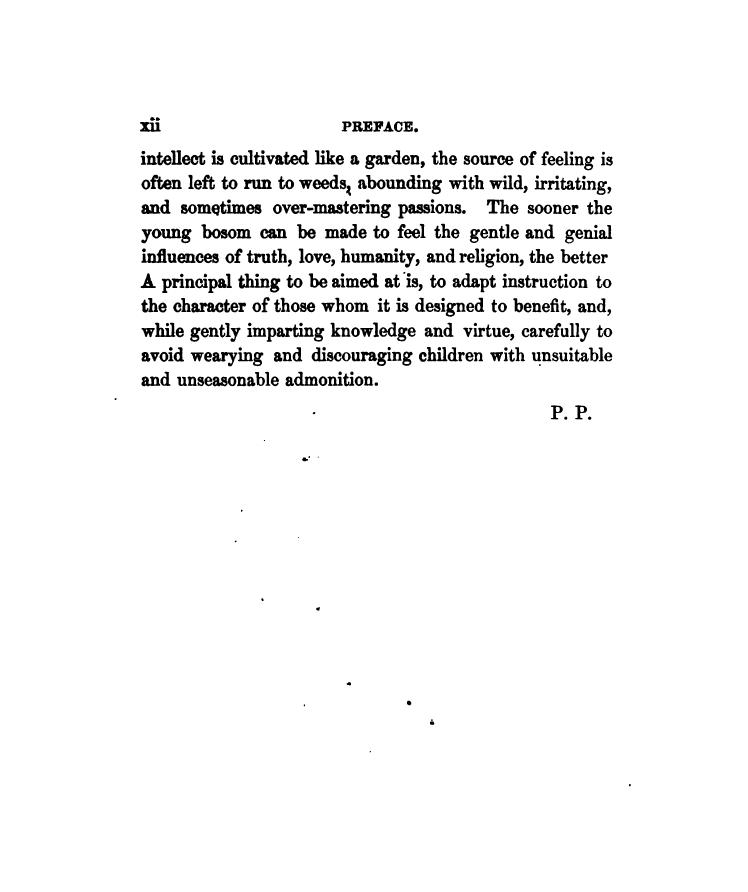 xii PREFACE.
intellect is cultivated like a garden, the source of feeling is
often left to run to weeds, abounding with wild, irritating,
and sometimes over-mastering passions. The sooner the
young bosom can be made to feel the gentle and genial
influences of truth, love, humanity, and religion, the better
A principal thing to be aimed at is, to adapt instruction to
the character of those whom it is designed to benefit, and,
while gently imparting knowledge and virtue, carefully to
avoid wearying and discouraging children with unsuitable
and unseasonable admonition.
P. P.